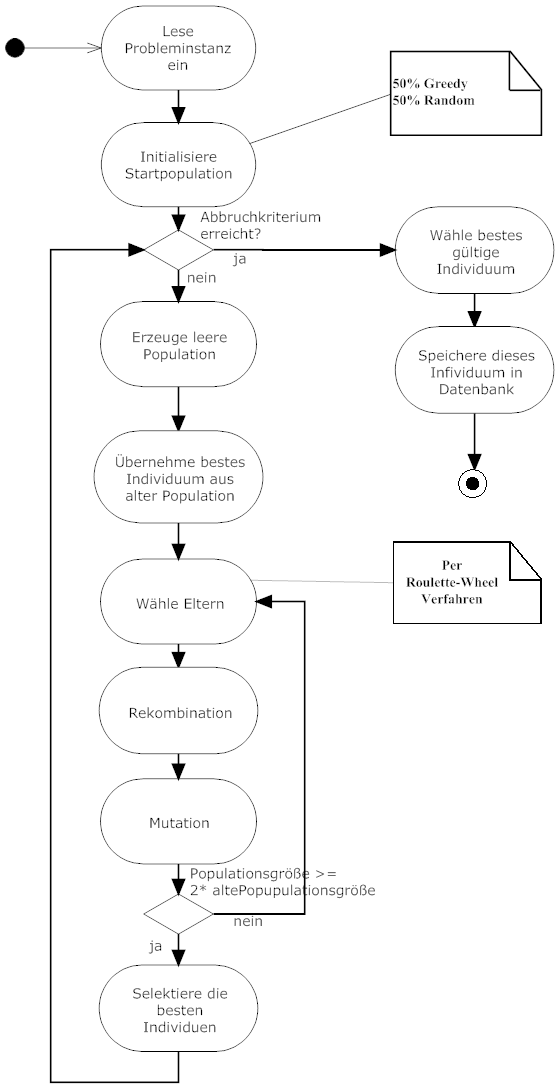 Lese
Probleminstanz
ein
50% Greedy
50% Random
Initialisiere
Startpopulation
Abbruchkriterium
erreicht?
ja
nein
Wähle bestes
gültige
Individuum
Erzeuge leere
Population
Speichere dieses
Infividuum in
Datenbank
Übernehme bestes
Individuum aus
alter Population
Per
Roulette-Wheel
Verfahren
Wähle Eltern
Rekombination
Mutation
Populationsgröße >=
2* altePopupulationsgröße
nein
ja
Selektiere die
besten
Individuen